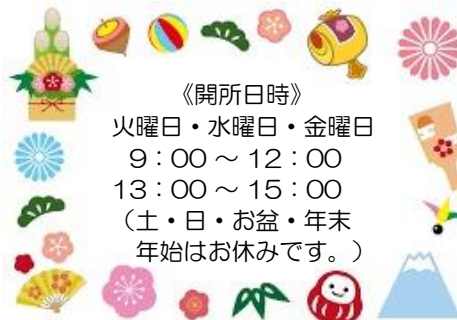 《開所日時》
火曜日・水曜日・金曜日
9：00 ～ 12：00
13：00 ～ 15：00
（土・日・お盆・年末
年始はお休みです。）